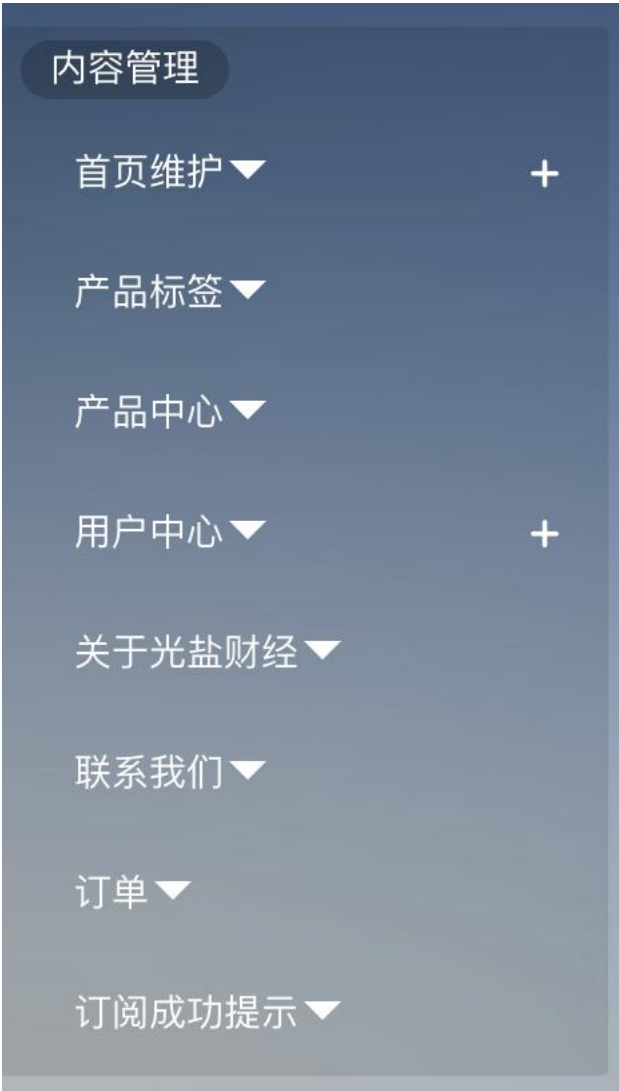 内容管理
首页维护
产品标签
产品中心
用户中心
关于光盐财经
联系我们
订单
订阅成功提示